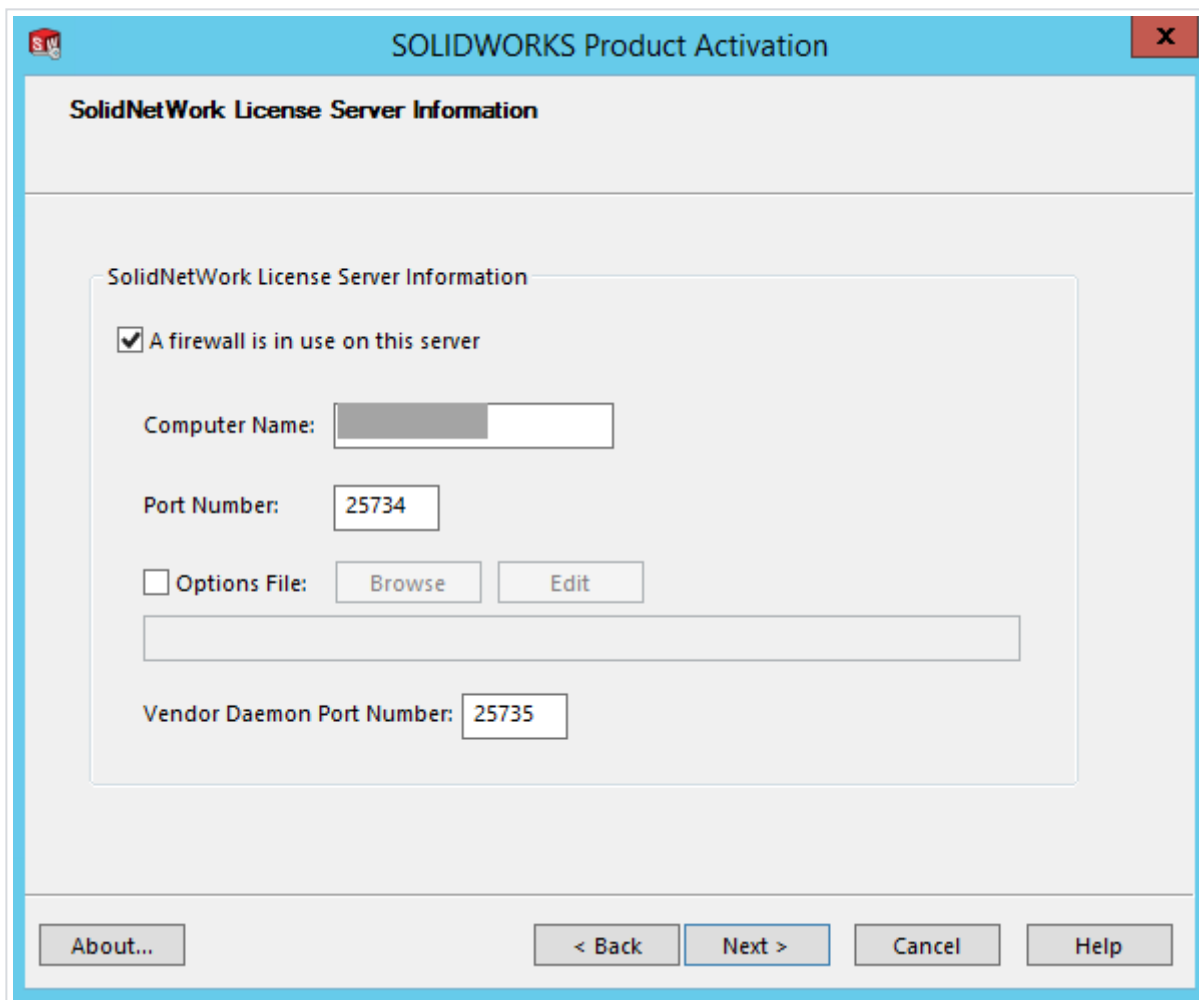 SOLIDWORKS Product Activation
x
SolidNetWork License Server Information
SolidNetWork License Server Information
A firewall is in use on this server
Computer Name:
Port Number: 25734
Options File: Browse Edit
Vendor Daemon Port Number: 25735
About... < Back Next > Cancel Help